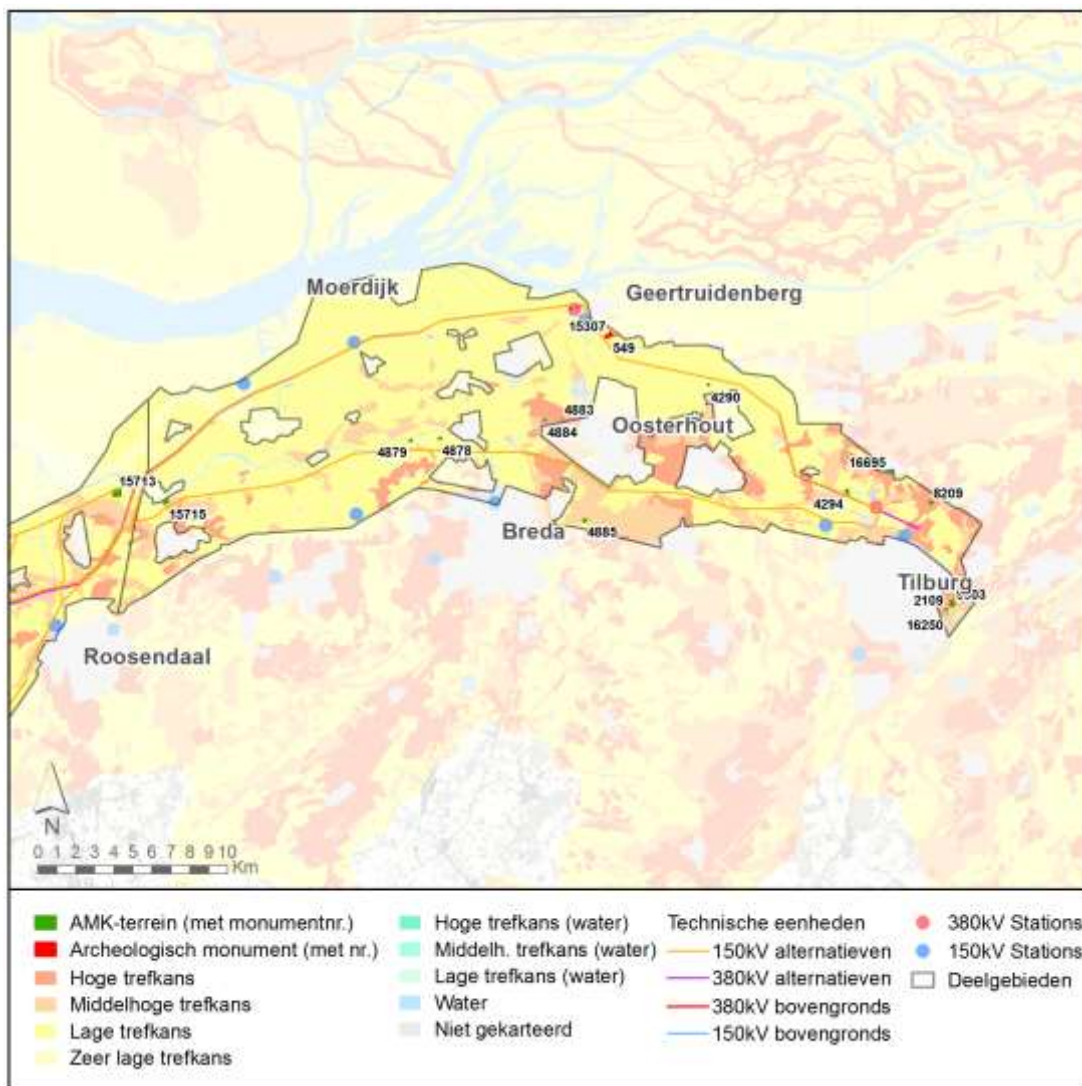 Moerdijk
Geertruidenberg
15307
549
4290
4883
4884
Oosterhout
4879
4878
16695
15713
8209
15715
4294
Breda
4885
Tilburg
2109
16250
Roosendaal
N
0 1 2 3 4 5 6 7 8 9 10
Km
AMK-terrein (met monumentnr.)
Archeologisch monument (met nr.)
Hoge trefkans
Middelhoge trefkans
Lage trefkans
Zeer lage trefkans
Hoge trefkans (water)
Middelh. trefkans (water)
Lage trefkans (water)
Water
Niet gekarteerd
Technische eenheden
150kV alternatieven
380kV alternatieven
380kV bovengronds
150kV bovengronds
380kV Stations
150kV Stations
Deelgebieden